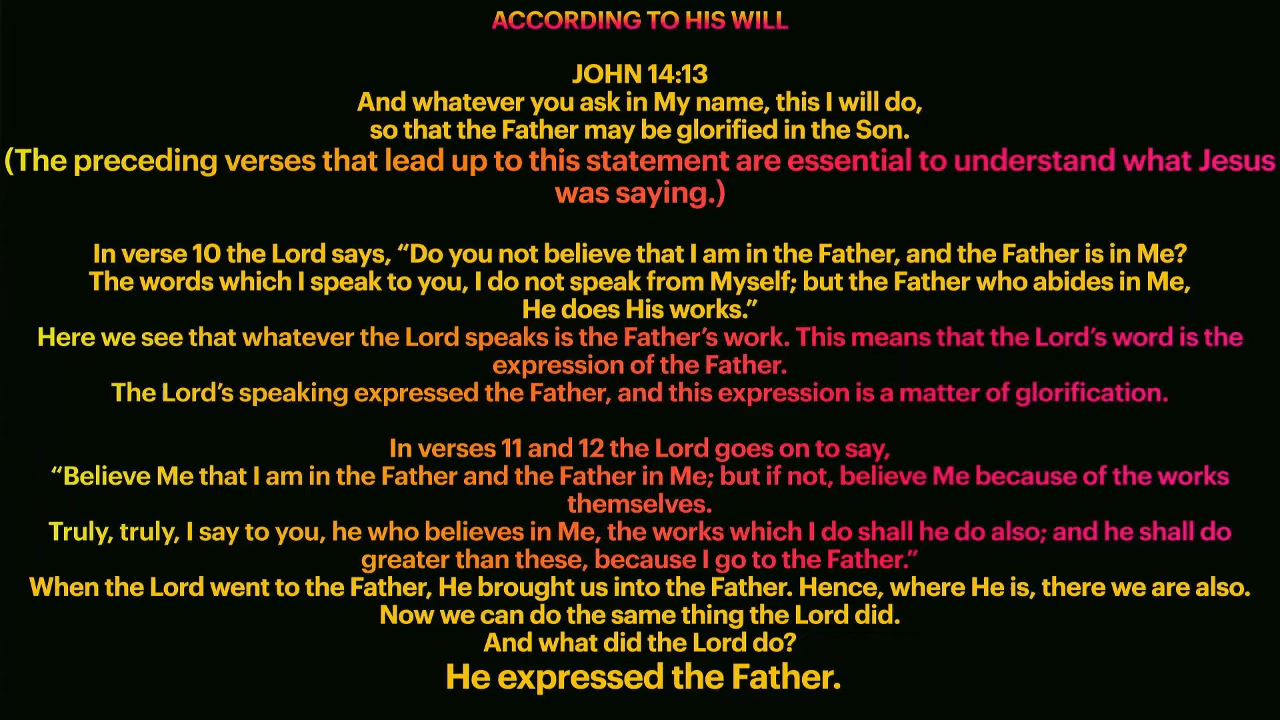 ACCORDING TO HIS WILL
JOHN 14:13
And whatever you ask in My name, this I will do,
so that the Father may be glorified in the Son.
(The preceding verses that lead up to this statement are essential to understand what Jesus
was saying.)
In verse 10 the Lord says, “Do you not believe that I am in the Father, and the Father is in Me?
The words which I speak to you, I do not speak from Myself; but the Father who abides in Me,
He does His works.”
Here we see that whatever the Lord speaks is the Father’s work. This means that the Lord’s word is the
expression of the Father.
The Lord’s speaking expressed the Father, and this expression is a matter of glorification.
In verses 11 and 12 the Lord goes on to say,
“Believe Me that I am in the Father and the Father in Me; but if not, believe Me because of the works
themselves.
Truly, truly, I say to you, he who believes in Me, the works which I do shall he do also; and he shall do
greater than these, because I go to the Father.”
When the Lord went to the Father, He brought us into the Father. Hence, where He is, there we are also.
Now we can do the same thing the Lord did.
And what did the Lord do?
He expressed the Father.